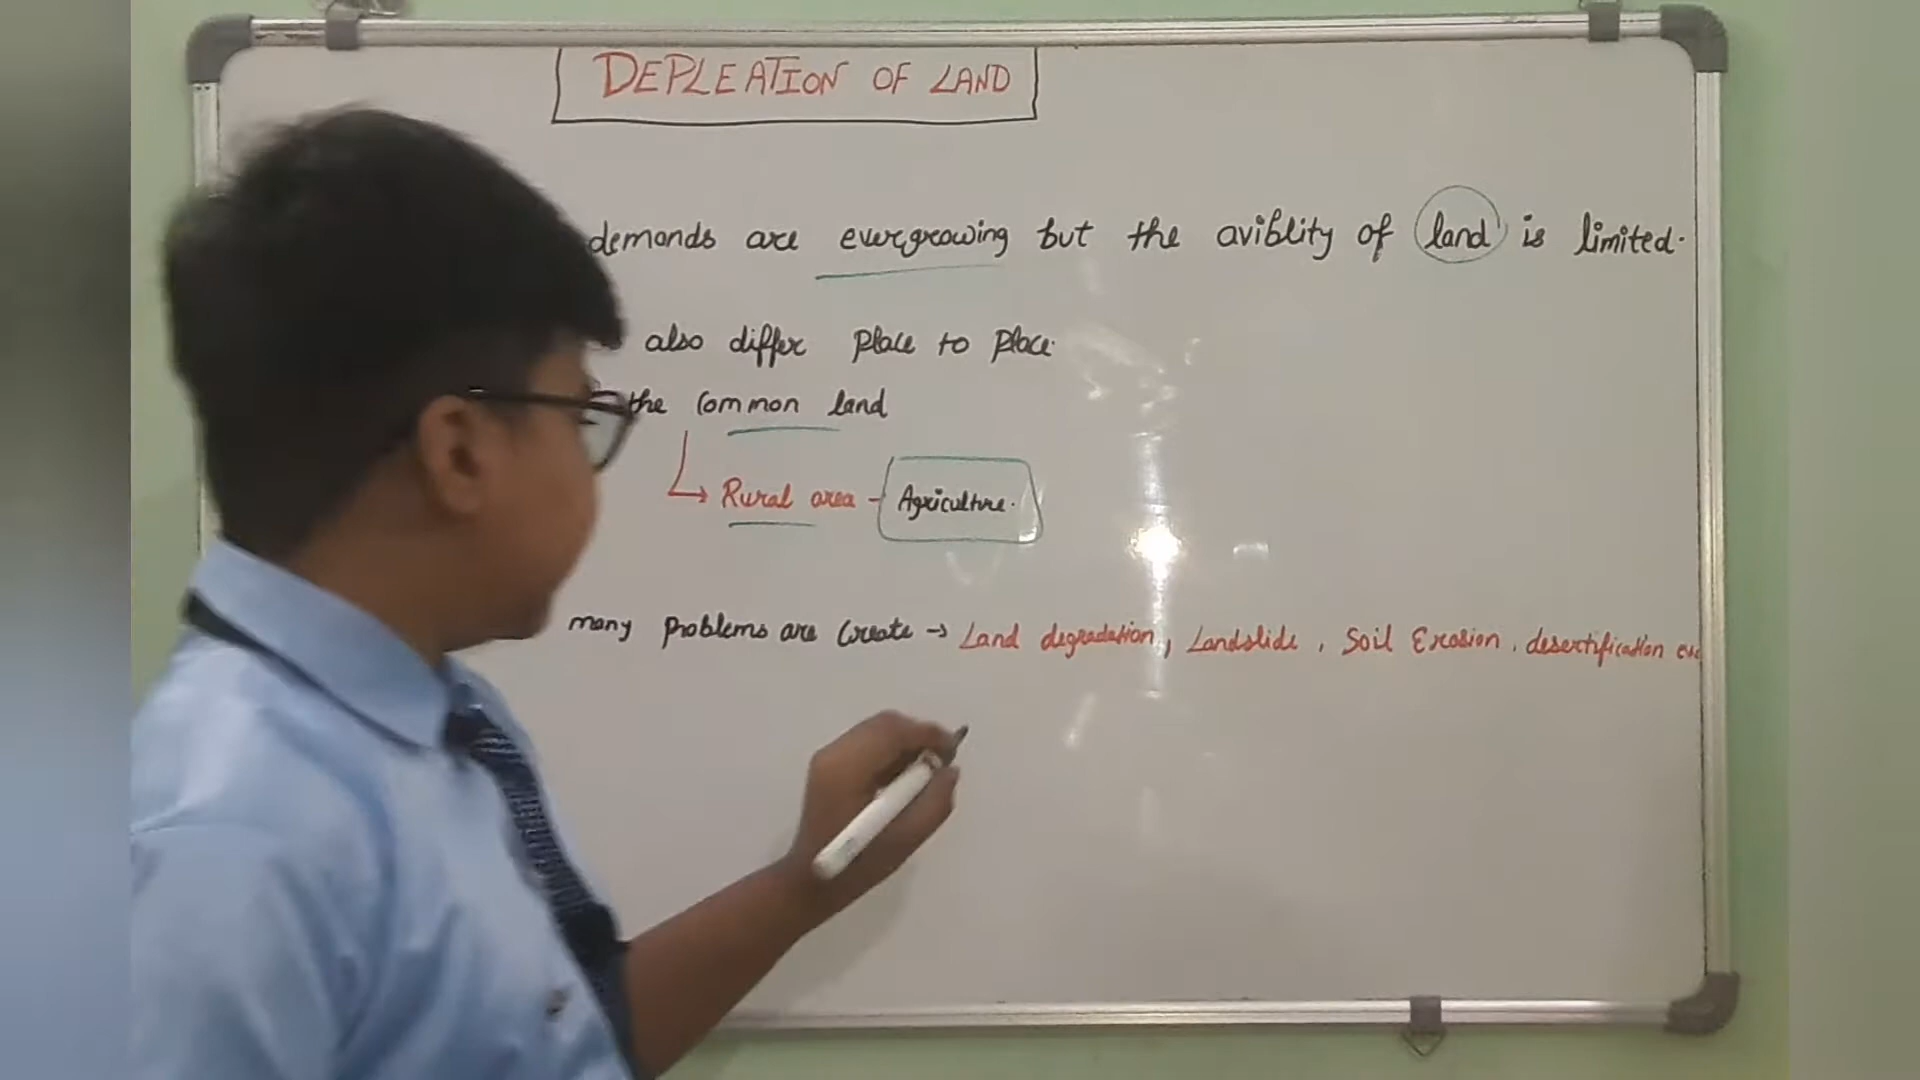 DEPLEATION OF LAND
demands are evergrowing but the aviblity of land is limited.
also differ Place to Place.
the Common land
Rural area - Agriculture.
many Problems are Create → Land degradation, Landslide, Soil Erosion, desertification